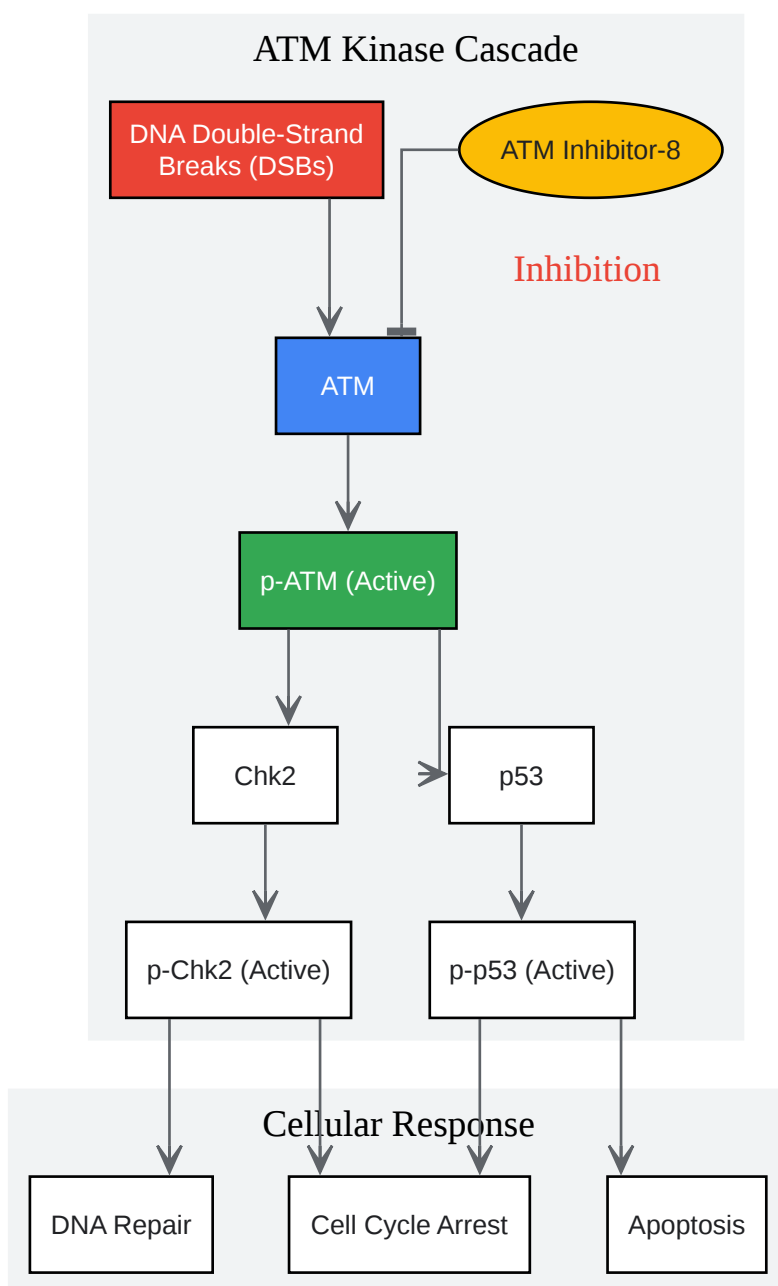 ATM Kinase Cascade
DNA Double-Strand
Breaks (DSBs)
ATM Inhibitor-8
Inhibition
ATM
p-ATM (Active)
Chk2
p53
p-Chk2 (Active)
p-p53 (Active)
Cellular Response
DNA Repair
Cell Cycle Arrest
Apoptosis